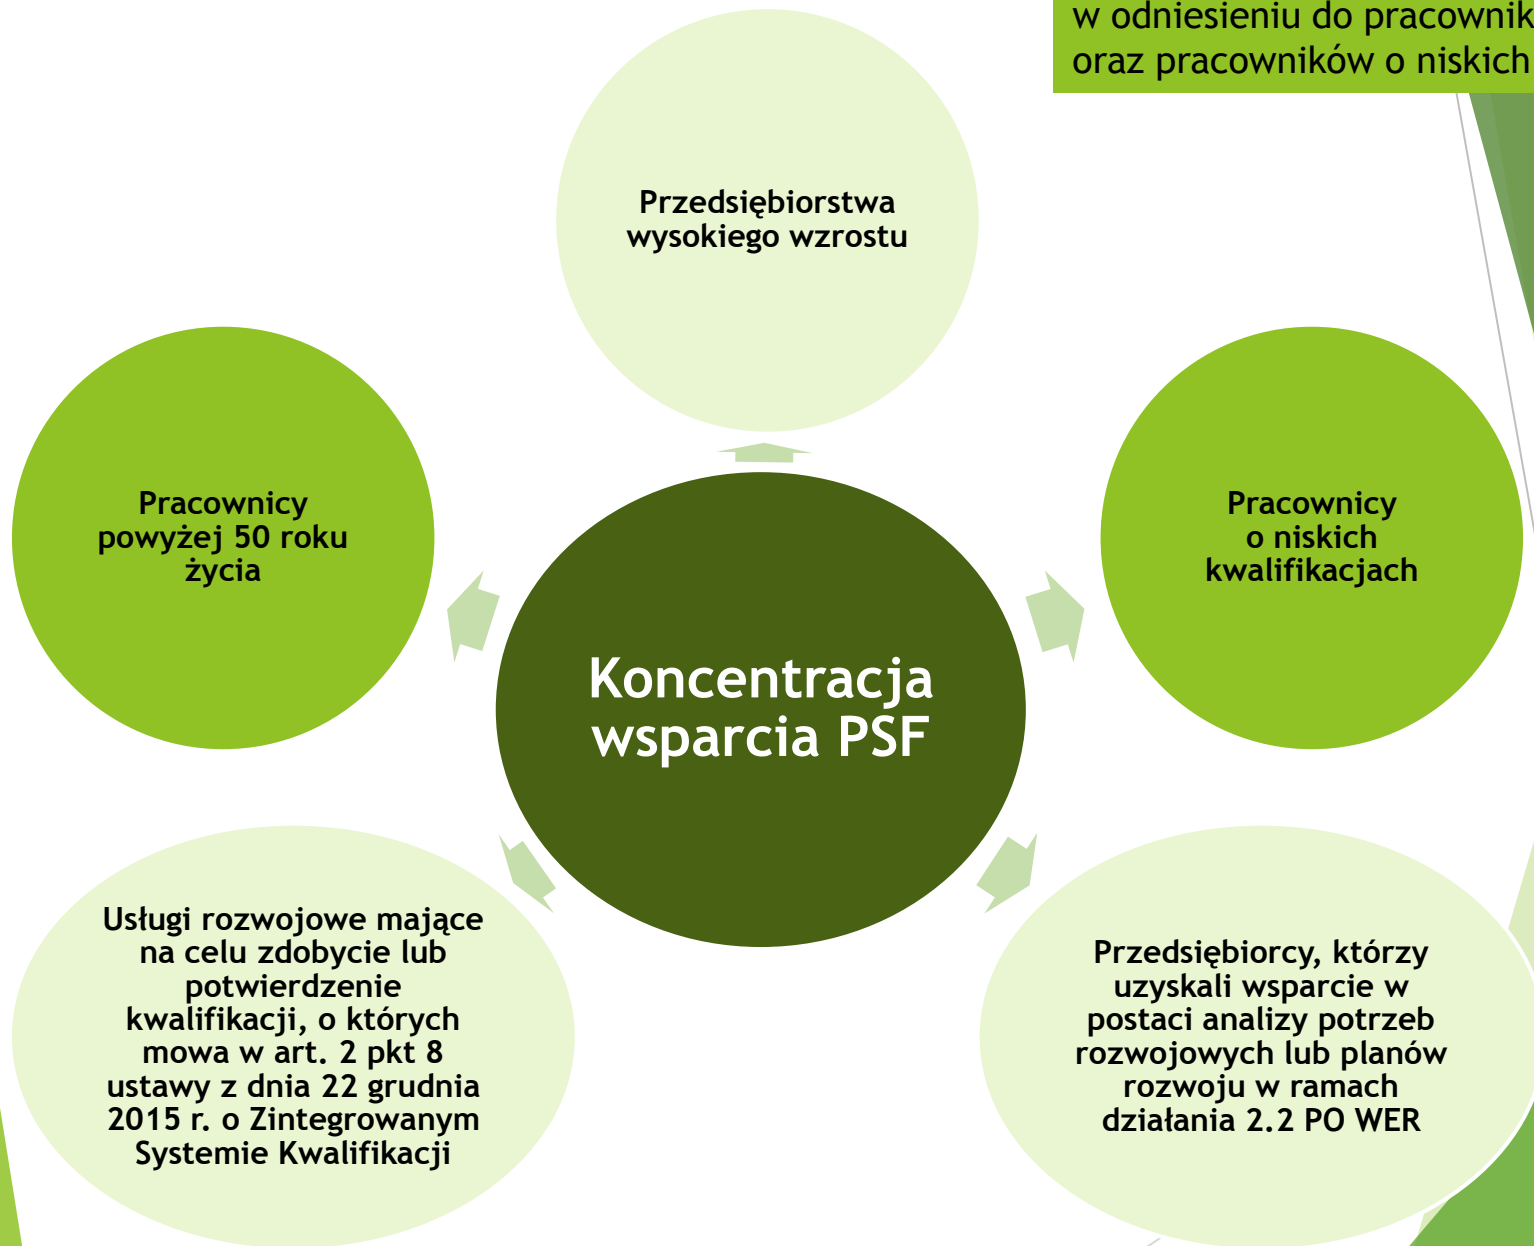 w odniesieniu do pracownik
oraz pracowników o niskich
Przedsiębiorstwa
wysokiego wzrostu
Pracownicy
powyżej 50 roku
życia
Pracownicy
o niskich
kwalifikacjach
Koncentracja
wsparcia PSF
Usługi rozwojowe mające
na celu zdobycie lub
potwierdzenie
kwalifikacji, o których
mowa w art. 2 pkt 8
ustawy z dnia 22 grudnia
2015 r. o Zintegrowanym
Systemie Kwalifikacji
Przedsiębiorcy, którzy
uzyskali wsparcie w
postaci analizy potrzeb
rozwojowych lub planów
rozwoju w ramach
działania 2.2 PO WER